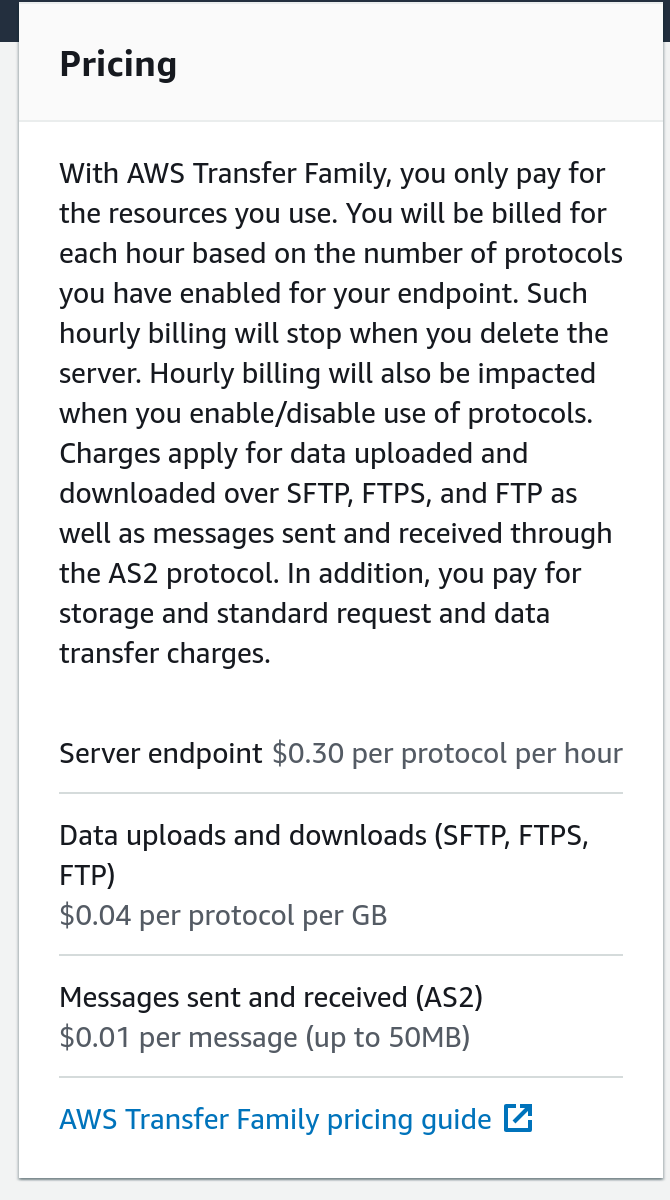 Pricing
With AWS Transfer Family, you only pay for
the resources you use. You will be billed for
each hour based on the number of protocols
you have enabled for your endpoint. Such
hourly billing will stop when you delete the
server. Hourly billing will also be impacted
when you enable/disable use of protocols.
Charges apply for data uploaded and
downloaded over SFTP, FTPS, and FTP as
well as messages sent and received through
the AS2 protocol. In addition, you pay for
storage and standard request and data
transfer charges.
Server endpoint $0.30 per protocol per hour
Data uploads and downloads (SFTP, FTPS,
FTP)
$0.04 per protocol per GB
Messages sent and received (AS2)
$0.01 per message (up to 50MB)
AWS Transfer Family pricing guide